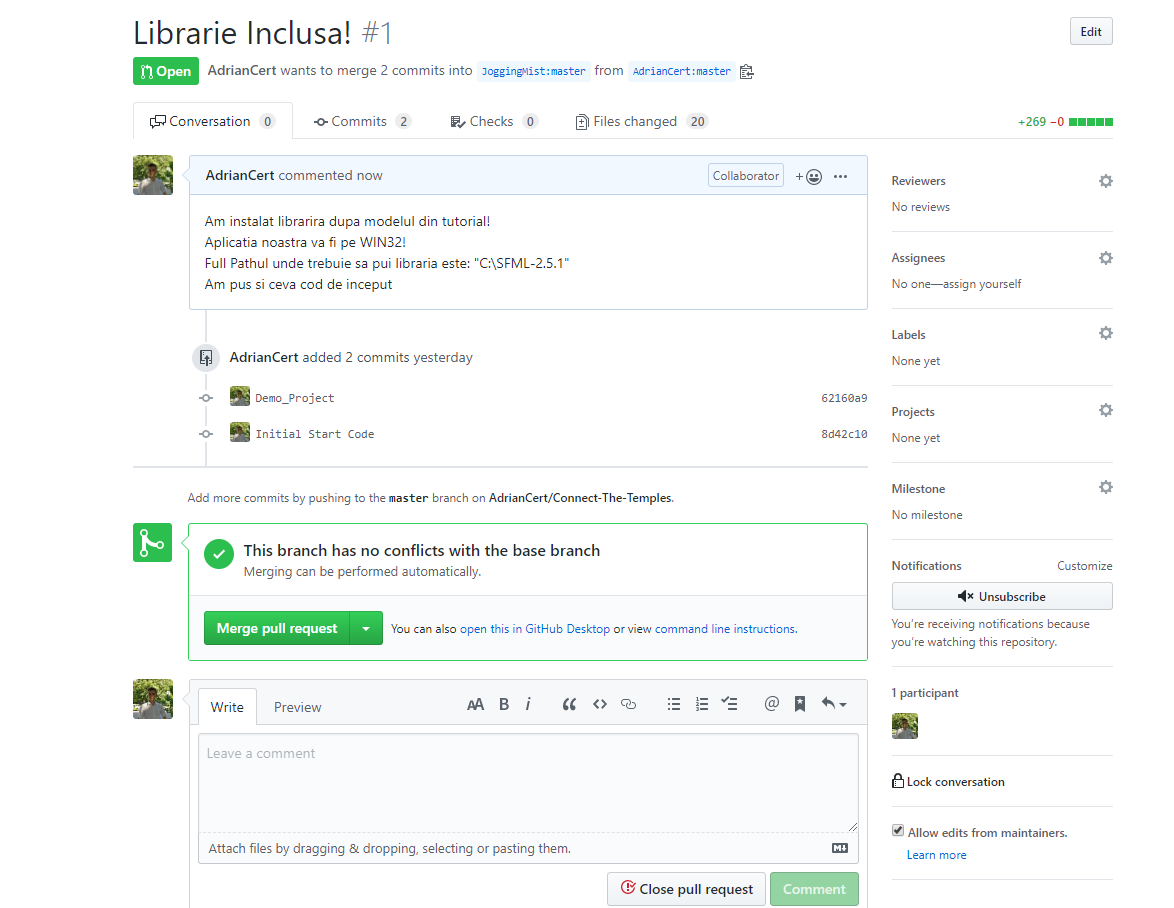 Librarie Inclusa! #1
Edit
Open AdrianCert wants to merge 2 commits into JoggingMist:master from AdrianCert:master
Conversation 0 Commits 2 Checks 0 Files changed 20 +269 −0
AdrianCert commented now Collaborator + ...
Am instalat librarira dupa modelul din tutorial!
Aplicatia noastra va fi pe WIN32!
Full Pathul unde trebuie sa pui libraria este: "C:\SFML-2.5.1"
Am pus si ceva cod de inceput
AdrianCert added 2 commits yesterday
Demo_Project 62160a9
Initial Start Code 8d42c10
Add more commits by pushing to the master branch on AdrianCert/Connect-The-Temples.
This branch has no conflicts with the base branch
Merging can be performed automatically.
Merge pull request You can also open this in GitHub Desktop or view command line instructions.
Write Preview AA B i @
Leave a comment
Attach files by dragging & dropping, selecting or pasting them.
Close pull request Comment
Reviewers
No reviews
Assignees
No one—assign yourself
Labels
None yet
Projects
None yet
Milestone
No milestone
Notifications Customize
Unsubscribe
You're receiving notifications because
you're watching this repository.
1 participant
Lock conversation
Allow edits from maintainers.
Learn more